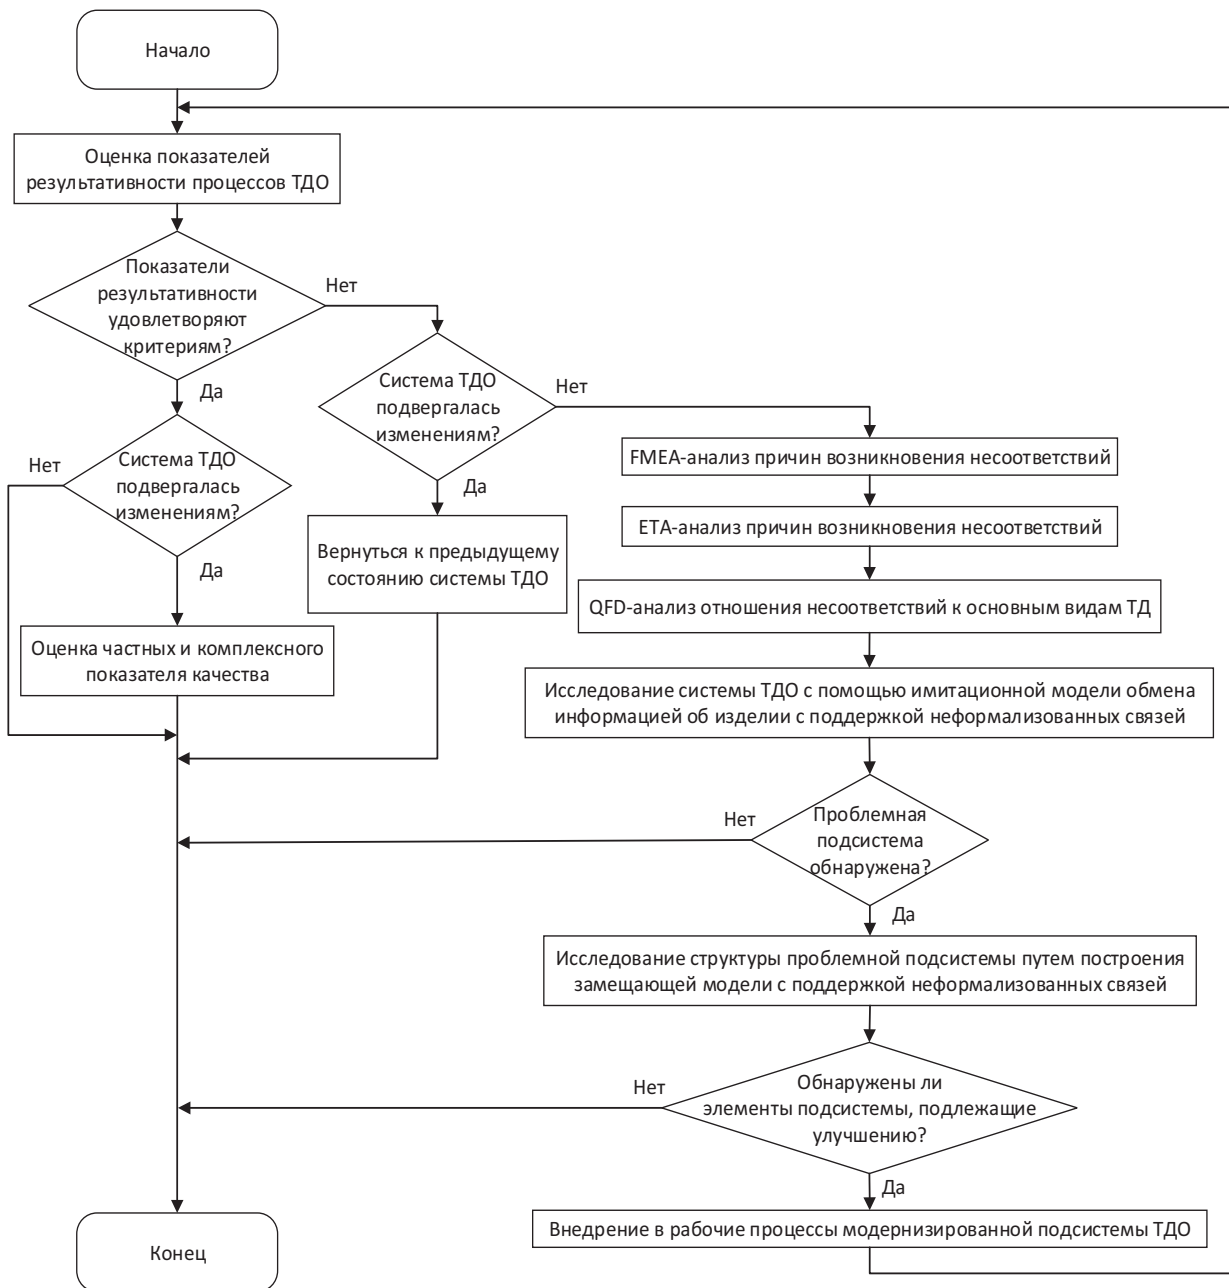 Начало
Оценка показателей
результативности процессов ТДО
Показатели
результативности
удовлетворяют
критериям?
Нет
Да
Система ТДО
подвергалась
изменениям?
Нет
Да
Система ТДО
подвергалась
изменениям?
Нет
Да
Вернуться к предыдущему
состоянию системы ТДО
Оценка частных и комплексного
показателя качества
FMEA-анализ причин возникновения несоответствий
ETA-анализ причин возникновения несоответствий
QFD-анализ отношения несоответствий к основным видам ТД
Исследование системы ТДО с помощью имитационной модели обмена
информацией об изделии с поддержкой неформализованных связей
Проблемная
подсистема
обнаружена?
Нет
Да
Исследование структуры проблемной подсистемы путем построения
замещающей модели с поддержкой неформализованных связей
Обнаружены ли
элементы подсистемы, подлежащие
улучшению?
Нет
Да
Внедрение в рабочие процессы модернизированной подсистемы ТДО
Конец